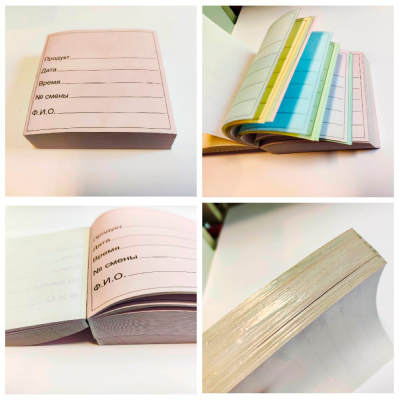 Продукт
Дата
Время
№ смены
Ф.И.О.
Продукт
Дата
Время
№ смены
Ф.И.О.